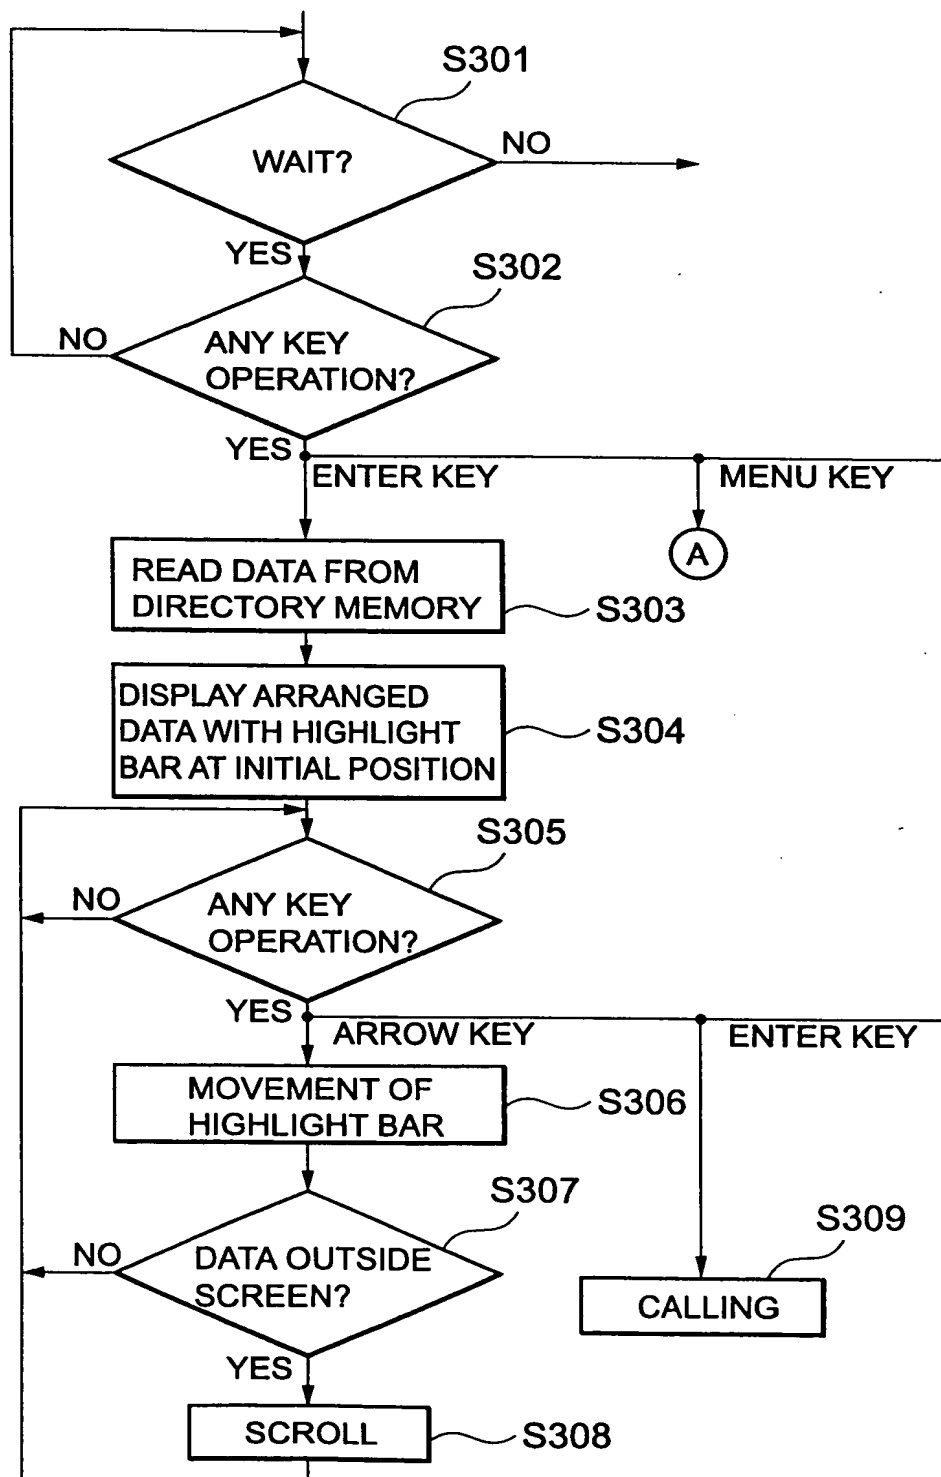 S301
WAIT?
NO
YES
S302
NO
ANY KEY
OPERATION?
YES
ENTER KEY
MENU KEY
A
READ DATA FROM
DIRECTORY MEMORY
S303
DISPLAY ARRANGED
DATA WITH HIGHLIGHT
BAR AT INITIAL POSITION
S304
S305
NO
ANY KEY
OPERATION?
YES
ARROW KEY
ENTER KEY
MOVEMENT OF
HIGHLIGHT BAR
S306
S307
NO
DATA OUTSIDE
SCREEN?
S309
CALLING
YES
SCROLL
S308